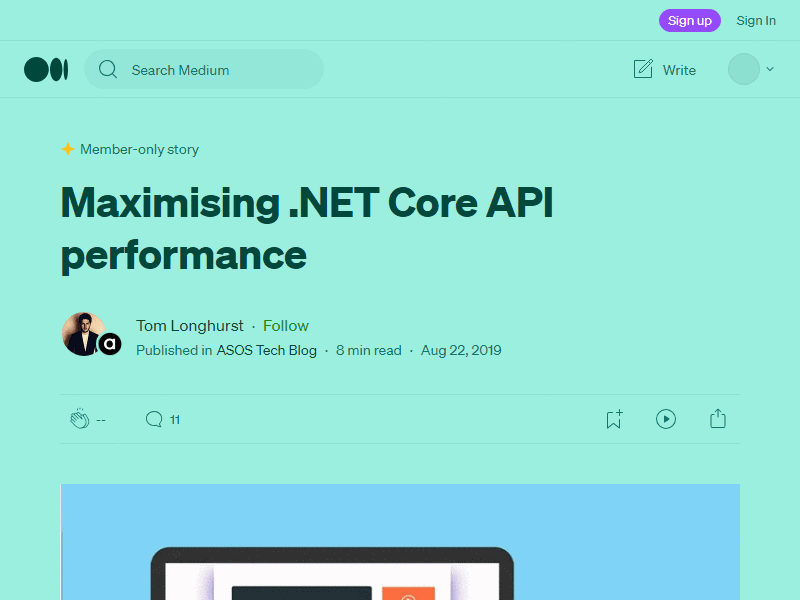 Sign up
Sign In
Search Medium
Write
Member-only story
Maximising .NET Core API
performance
Tom Longhurst · Follow
Published in ASOS Tech Blog · 8 min read · Aug 22, 2019
--
11
a